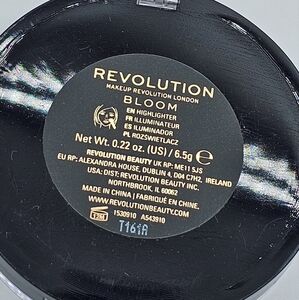 REVOLUTION
MAKEUP REVOLUTION LONDON
BLOOM
EN HIGHLIGHTER
FR ILLUMINATEUR
ES ILUMINADOR
PL ROZŚWIETLACZ
Net Wt. 0.22 oz. (US) / 6.5g ℮
REVOLUTION BEAUTY UK RP: ME11 5JS
EU RP: ALEXANDRA HOUSE, DUBLIN 4, D04 C7H2, IRELAND
USA: DIST: REVOLUTION BEAUTY INC.
NORTHBROOK, IL 60062
MADE IN CHINA | FABRIQUÉ EN CHINE.
WWW.REVOLUTIONBEAUTY.COM
12M 1530910 A543910
T161A